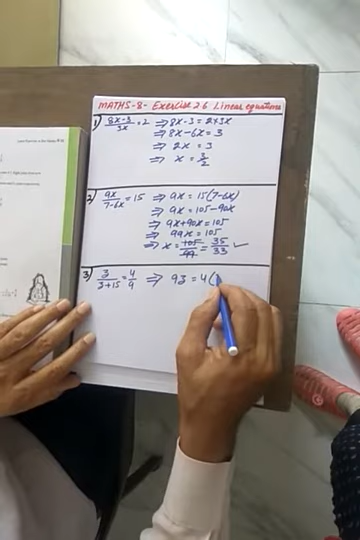 MATHS-8- Exercise 2.6 Linear equations
1) (8x-3)/3x = 2 ⇒ 8x-3 = 2×3x
⇒ 8x-6x = 3
⇒ 2x = 3
⇒ x = 3/2
2) 9x/(7-6x) = 15 ⇒ 9x = 15(7-6x)
⇒ 9x = 105-90x
⇒ 9x+90x = 105
⇒ 99x = 105
⇒ x = 105/99 = 35/33 ✓
3) z/(z+15) = 4/9 ⇒ 9z = 4(